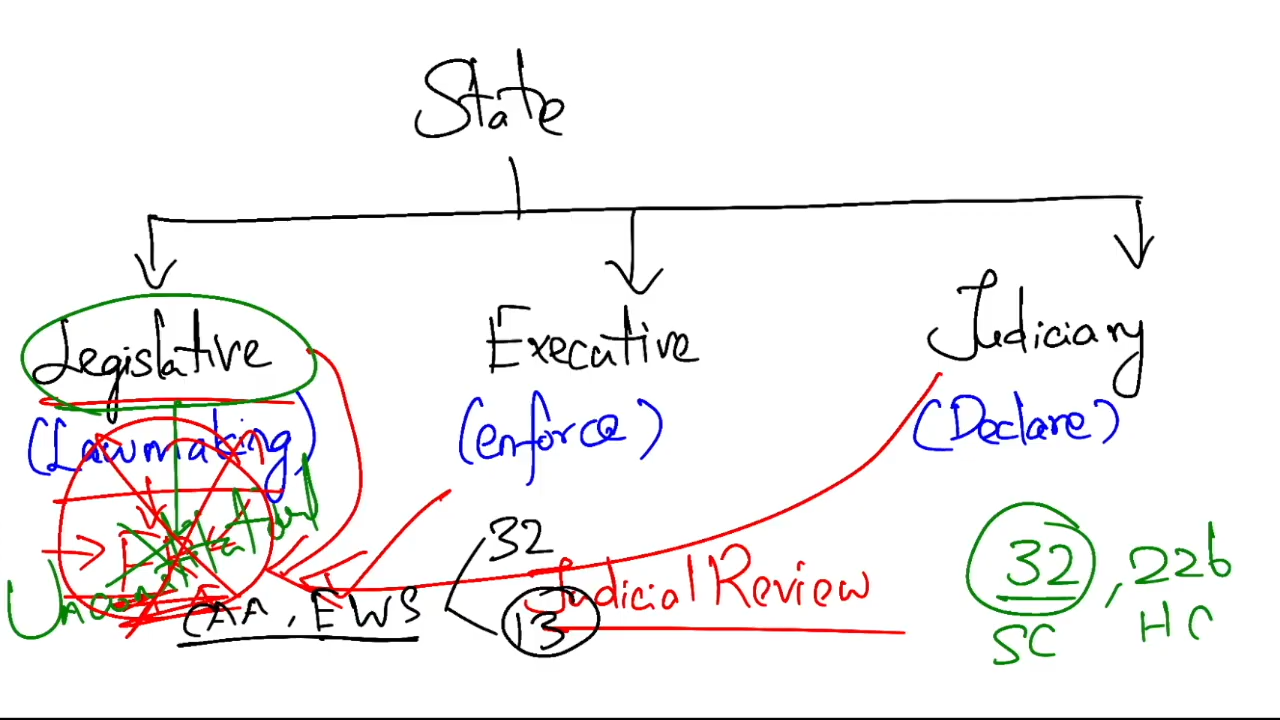 State
Legislative Executive Judiciary
(Lawmaking) (enforce) (Declare)
32 32, 226
Judicial Review
CAA, EWS 13 SC HC